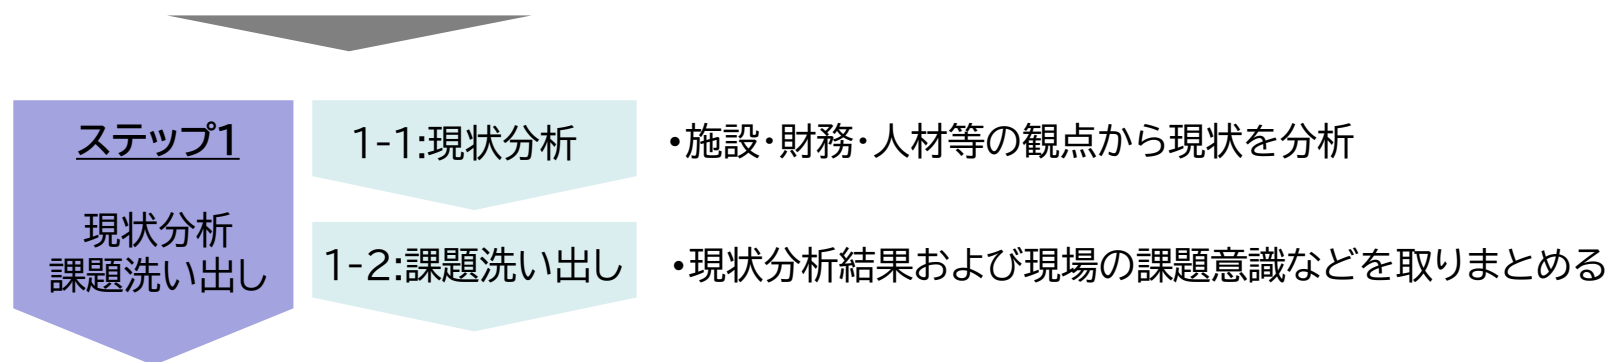 ステップ1
現状分析
課題洗い出し
1-1:現状分析
・施設・財務・人材等の観点から現状を分析
1-2:課題洗い出し
・現状分析結果および現場の課題意識などを取りまとめる